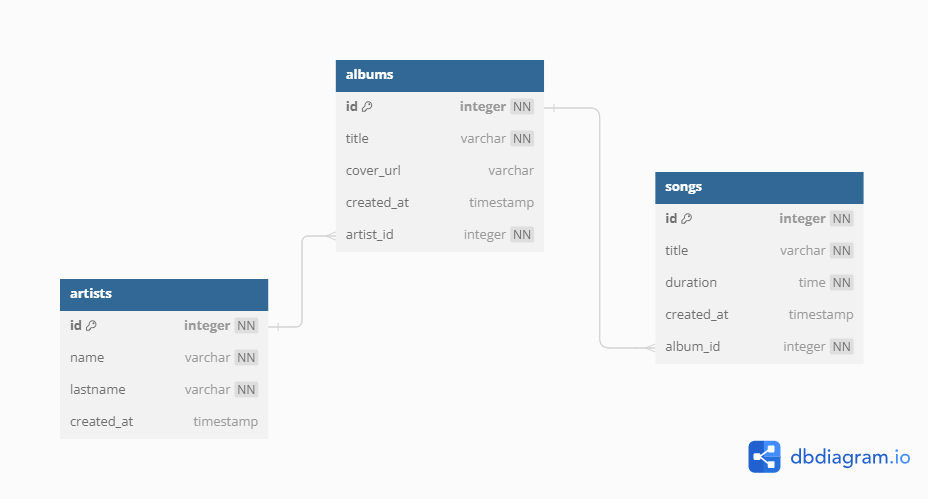 albums
id integer NN
title varchar NN
cover_url varchar
created_at timestamp
artist_id integer NN
songs
id integer NN
title varchar NN
duration time NN
created_at timestamp
album_id integer NN
artists
id integer NN
name varchar NN
lastname varchar NN
created_at timestamp
dbdiagram.io